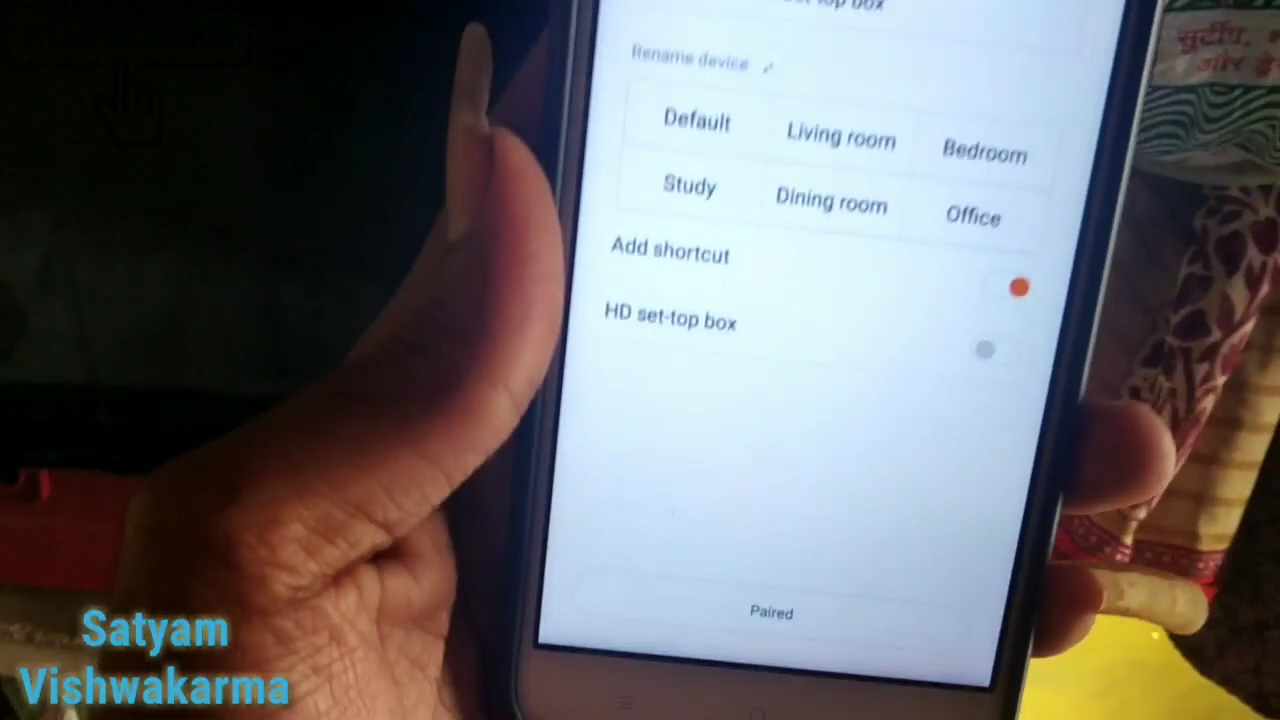 set-top box
Rename device
Default Living room Bedroom
Study Dining room Office
Add shortcut
HD set-top box
Paired
Satyam
Vishwakarma
और